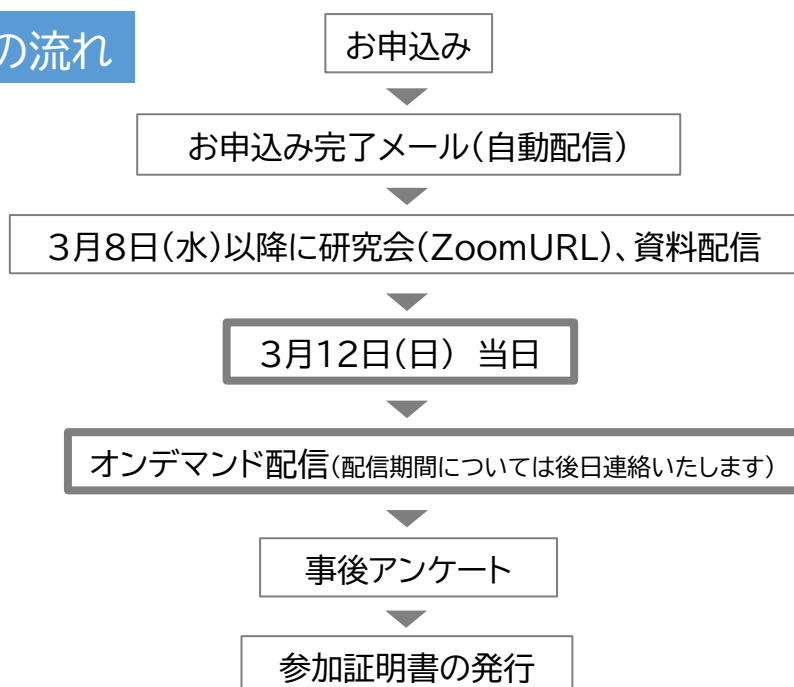 の流れ
お申込み
お申込み完了メール(自動配信)
3月8日(水)以降に研究会(ZoomURL)、資料配信
3月12日(日) 当日
オンデマンド配信(配信期間については後日連絡いたします)
事後アンケート
参加証明書の発行